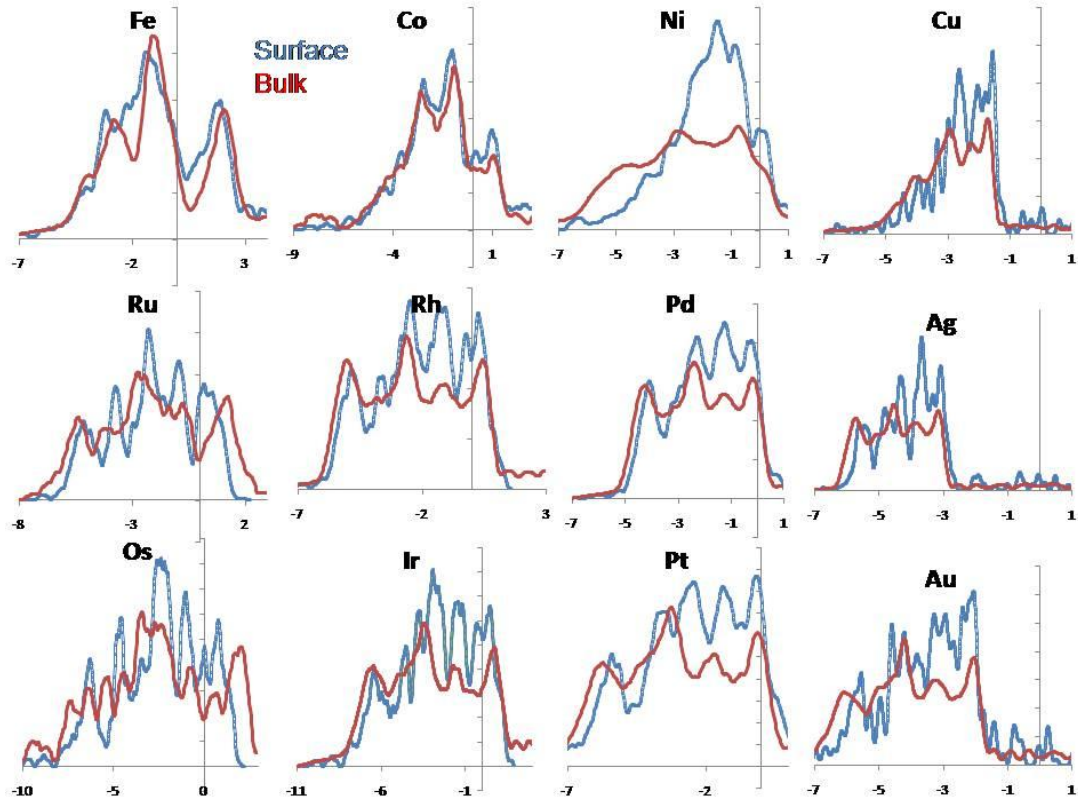 Fe Co Ni Cu
Surface
Bulk
-7 -2 3 -9 -4 1 -7 -5 -3 -1 1 -7 -5 -3 -1 1
Ru Rh Pd Ag
-8 -3 2 -7 -2 3 -7 -5 -3 -1 1 -7 -5 -3 -1 1
Os Ir Pt Au
-10 -5 0 -11 -6 -1 -7 -2 -7 -5 -3 -1 1